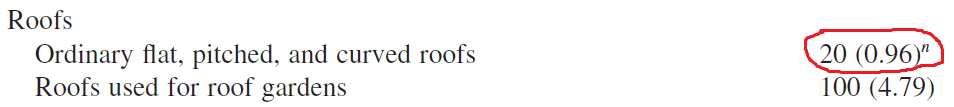 Roofs
Ordinary flat, pitched, and curved roofs 20 (0.96)ⁿ
Roofs used for roof gardens 100 (4.79)